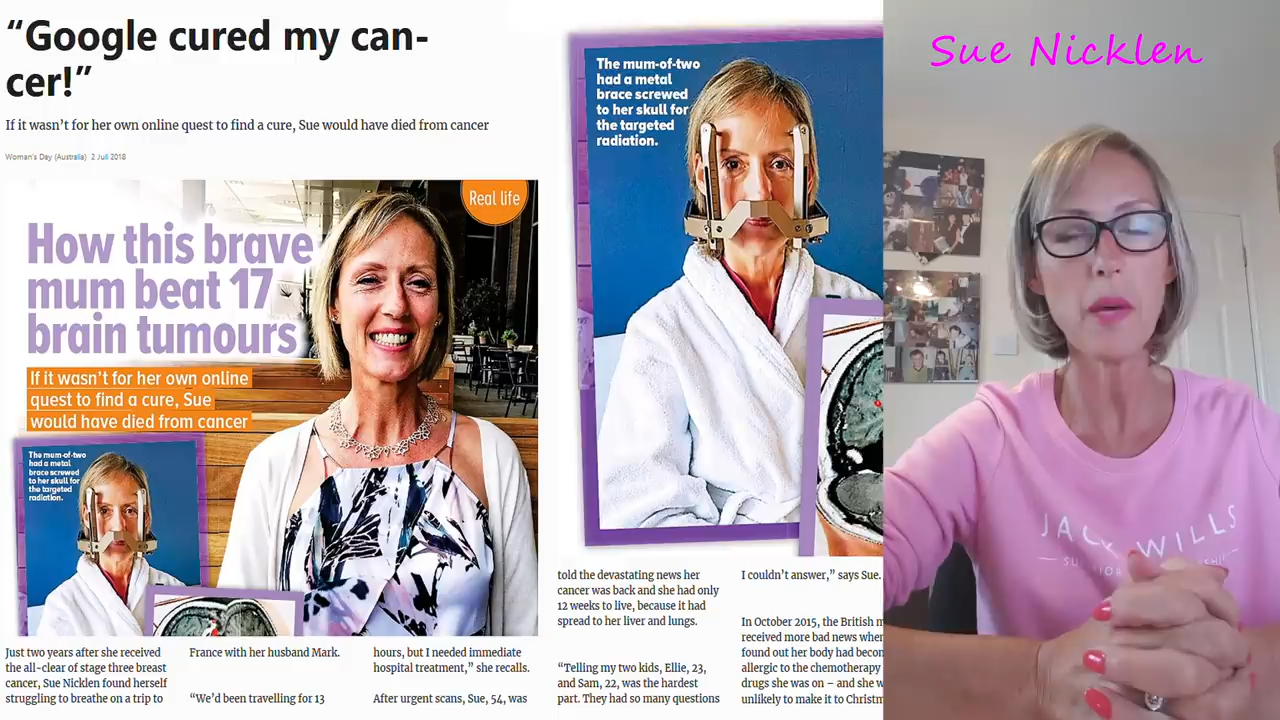 “Google cured my can-
cer!”
If it wasn’t for her own online quest to find a cure, Sue would have died from cancer
Woman's Day (Australia) 2 Juli 2018
Real life
How this brave
mum beat 17
brain tumours
If it wasn’t for her own online
quest to find a cure, Sue
would have died from cancer
The mum-of-two
had a metal
brace screwed
to her skull for
the targeted
radiation.
Just two years after she received
the all-clear of stage three breast
cancer, Sue Nicklen found herself
struggling to breathe on a trip to
France with her husband Mark.
“We’d been travelling for 13
hours, but I needed immediate
hospital treatment,” she recalls.
After urgent scans, Sue, 54, was
The mum-of-two
had a metal
brace screwed
to her skull for
the targeted
radiation.
told the devastating news her
cancer was back and she had only
12 weeks to live, because it had
spread to her liver and lungs.
“Telling my two kids, Ellie, 23,
and Sam, 22, was the hardest
part. They had so many questions
I couldn’t answer,” says Sue.
In October 2015, the British m
received more bad news when
found out her body had becom
allergic to the chemotherapy
drugs she was on – and she w
unlikely to make it to Christm
Sue Nicklen
JACK WILLS